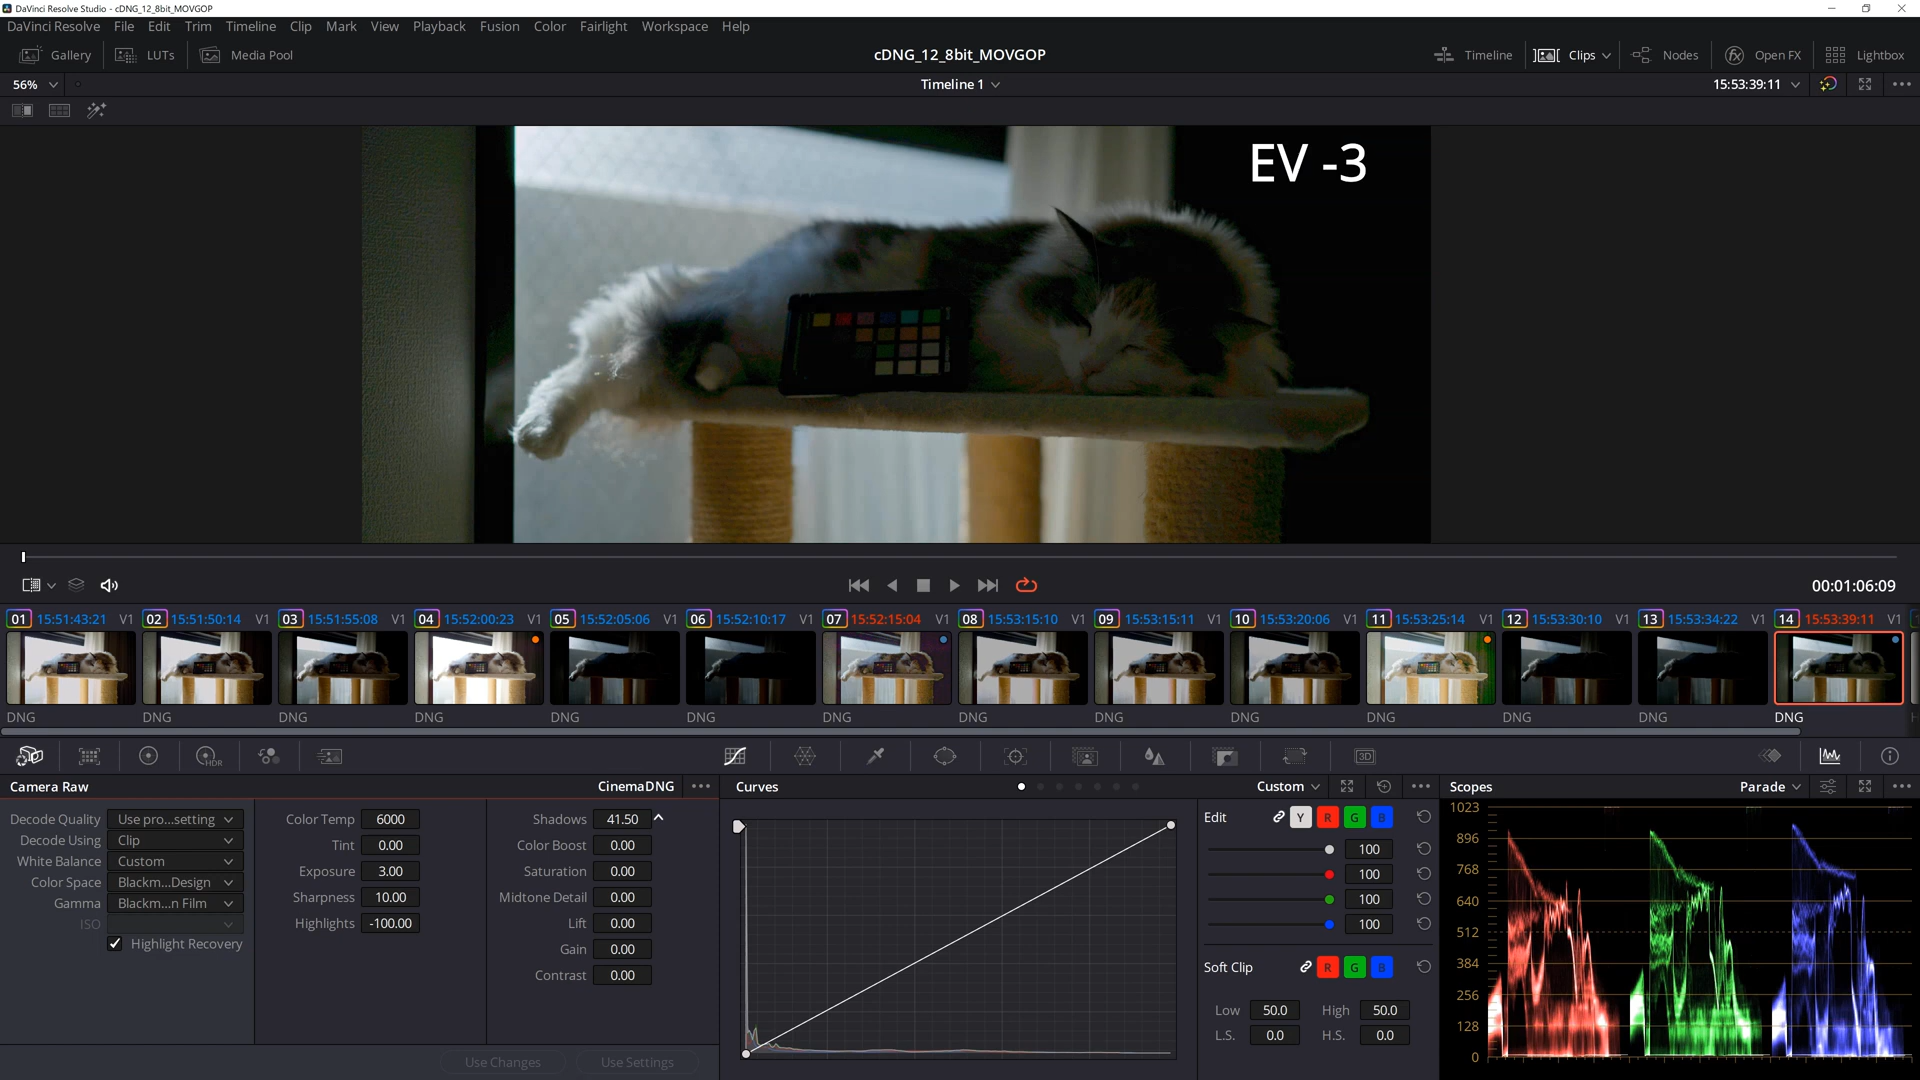 DaVinci Resolve Studio - cDNG_12_8bit_MOVGOP
DaVinci Resolve File Edit Trim Timeline Clip Mark View Playback Fusion Color Fairlight Workspace Help
Gallery LUTs Media Pool cDNG_12_8bit_MOVGOP Timeline Clips Nodes fx Open FX Lightbox
56% Timeline 1 15:53:39:11
EV -3
00:01:06:09
01 15:51:43:21 V1 02 15:51:50:14 V1 03 15:51:55:08 V1 04 15:52:00:23 V1 05 15:52:05:06 V1 06 15:52:10:17 V1 07 15:52:15:04 V1 08 15:53:15:10 V1 09 15:53:15:11 V1 10 15:53:20:06 V1 11 15:53:25:14 V1 12 15:53:30:10 V1 13 15:53:34:22 V1 14 15:53:39:11 V1
DNG DNG DNG DNG DNG DNG DNG DNG DNG DNG DNG DNG DNG DNG
HDR 3D
Camera Raw CinemaDNG
Decode Quality Use pro...setting
Decode Using Clip
White Balance Custom
Color Space Blackm...Design
Gamma Blackm...n Film
ISO
Highlight Recovery
Color Temp 6000
Tint 0.00
Exposure 3.00
Sharpness 10.00
Highlights -100.00
Shadows 41.50
Color Boost 0.00
Saturation 0.00
Midtone Detail 0.00
Lift 0.00
Gain 0.00
Contrast 0.00
Use Changes Use Settings
Curves Custom
Edit Y R G B
100
100
100
100
Soft Clip R G B
Low 50.0 High 50.0
L.S. 0.0 H.S. 0.0
Scopes Parade
1023
896
768
640
512
384
256
128
0